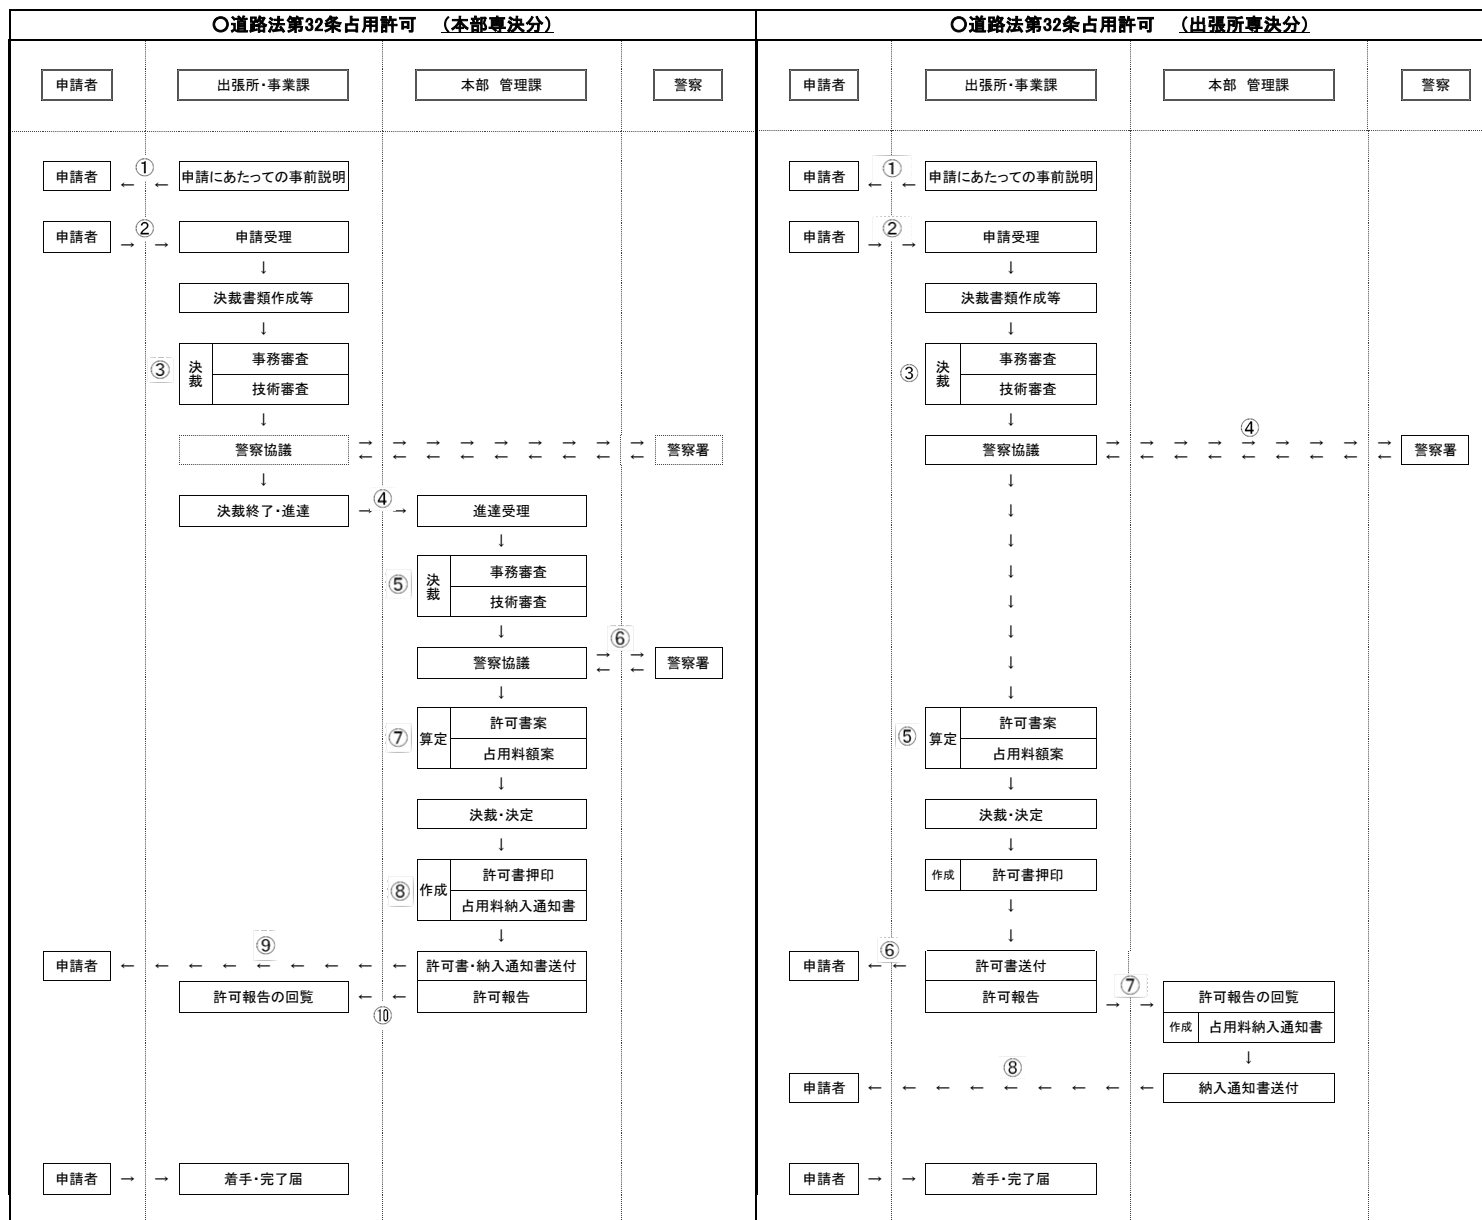 〇道路法第32条占用許可　（本部専決分）
申請者　出張所・事業課　本部　管理課　警察
①
申請者 ← ← 申請にあたっての事前説明
②
申請者 → → 申請受理
↓
決裁書類作成等
↓
③ 決裁 事務審査
技術審査
↓
警察協議 → → → → → → → → → 警察署
← ← ← ← ← ← ← ← ←
↓
④
決裁終了・進達 → → 進達受理
↓
⑤ 決裁 事務審査
技術審査
↓
⑥
警察協議 → → 警察署
← ←
↓
⑦ 算定 許可書案
占用料額案
↓
決裁・決定
↓
⑧ 作成 許可書押印
占用料納入通知書
↓
⑨
申請者 ← ← ← ← ← ← ← ← ← 許可書・納入通知書送付
許可報告の回覧 ← ← 許可報告
⑩
申請者 → → 着手・完了届
〇道路法第32条占用許可　（出張所専決分）
申請者　出張所・事業課　本部　管理課　警察
①
申請者 ← ← 申請にあたっての事前説明
②
申請者 → → 申請受理
↓
決裁書類作成等
↓
③ 決裁 事務審査
技術審査
↓
④
警察協議 → → → → → → → → → 警察署
← ← ← ← ← ← ← ← ←
↓
↓
↓
↓
↓
↓
↓
↓
⑤ 算定 許可書案
占用料額案
↓
決裁・決定
↓
作成 許可書押印
↓
↓
⑥
申請者 ← ← 許可書送付
⑦
許可報告 → → 許可報告の回覧
作成 占用料納入通知書
↓
⑧
申請者 ← ← ← ← ← ← ← ← ← 納入通知書送付
申請者 → → 着手・完了届